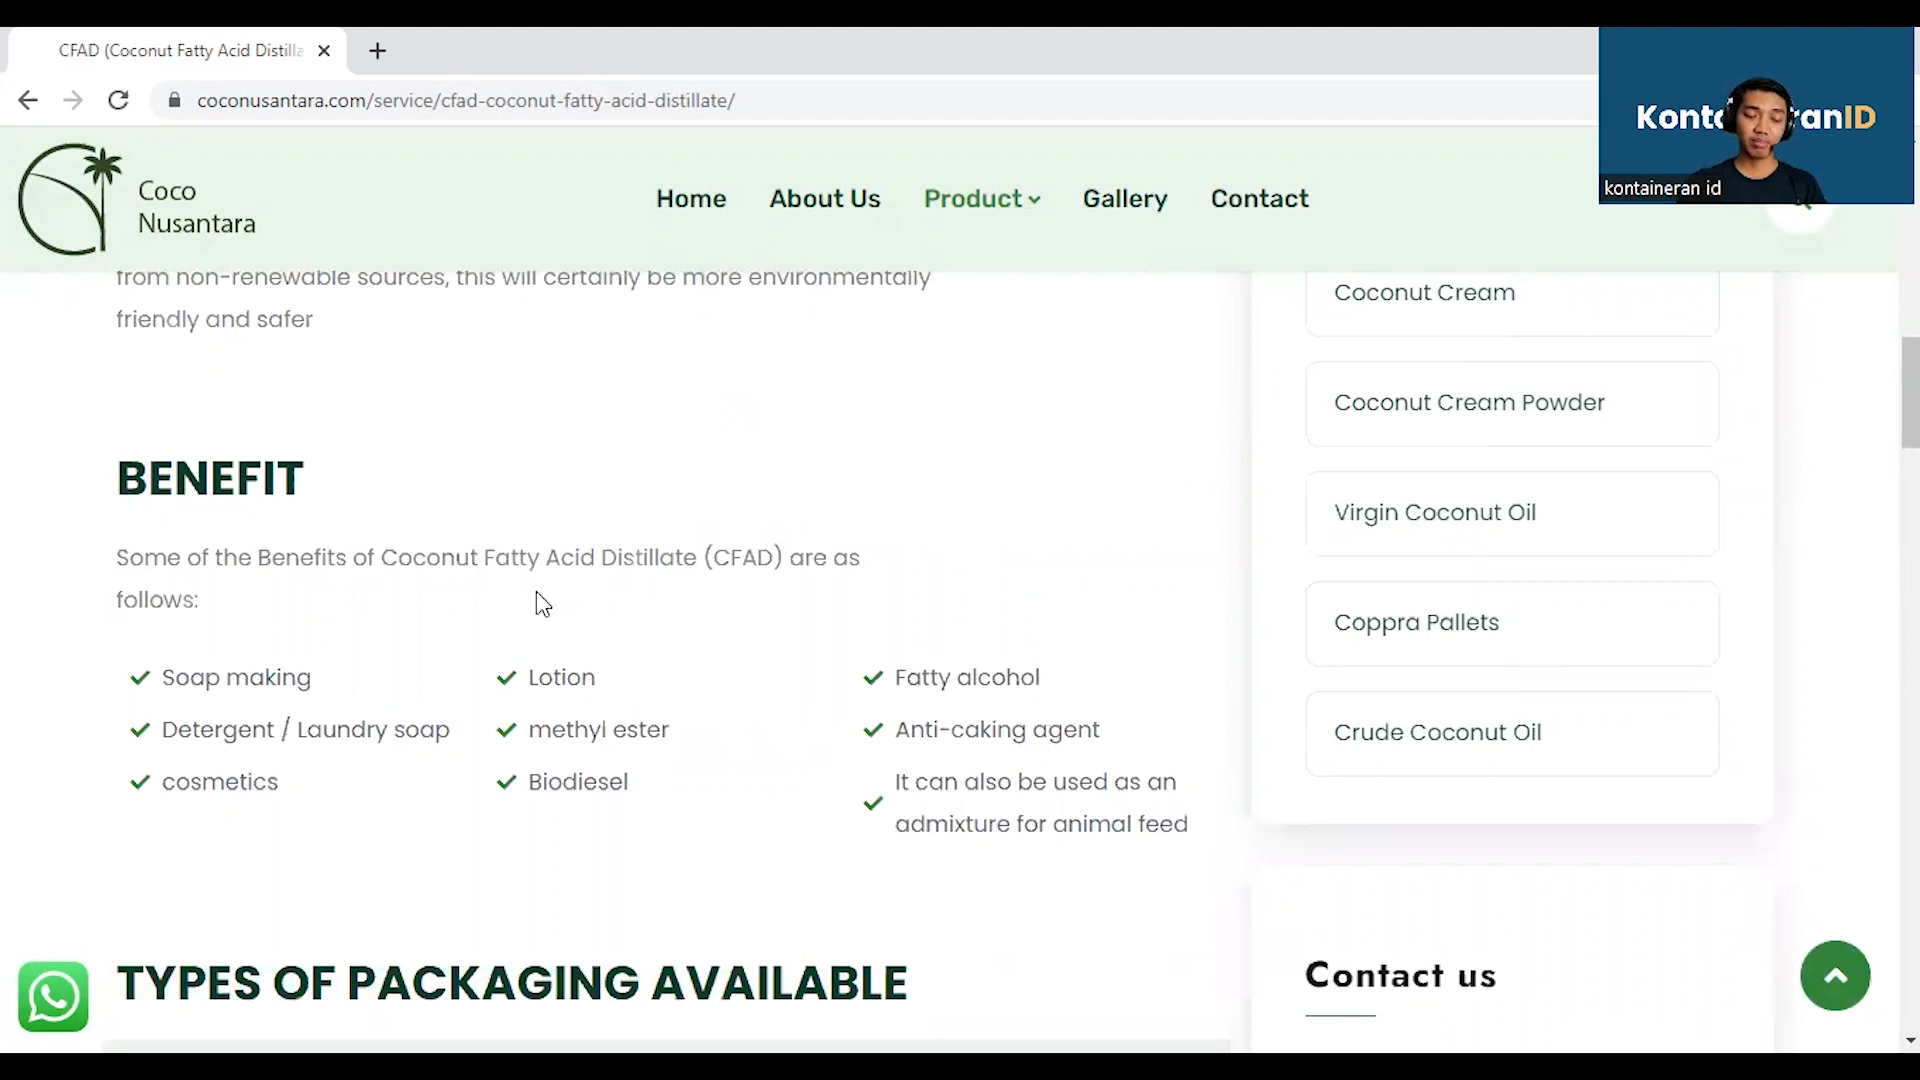 CFAD (Coconut Fatty Acid Distilla
coconusantara.com/service/cfad-coconut-fatty-acid-distillate/
KontaineranID
kontaineran id
Coco
Nusantara
Home
About Us
Product
Gallery
Contact
from non-renewable sources, this will certainly be more environmentally
friendly and safer
BENEFIT
Some of the Benefits of Coconut Fatty Acid Distillate (CFAD) are as
follows:
Soap making
Detergent / Laundry soap
cosmetics
Lotion
methyl ester
Biodiesel
Fatty alcohol
Anti-caking agent
It can also be used as an
admixture for animal feed
TYPES OF PACKAGING AVAILABLE
Coconut Cream
Coconut Cream Powder
Virgin Coconut Oil
Coppra Pallets
Crude Coconut Oil
Contact us